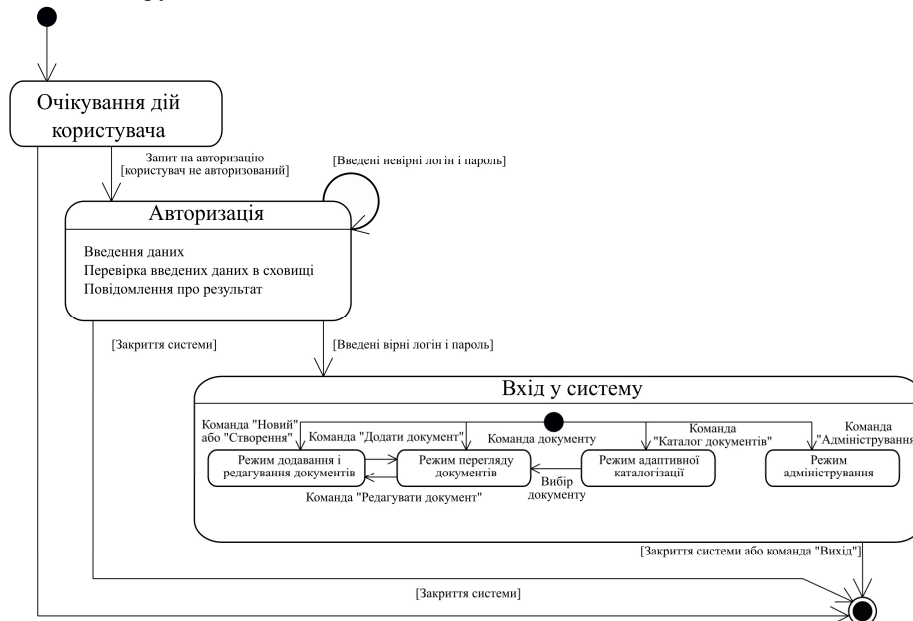 Очікування дій
користувача
Запит на авторизацію
[користувач не авторизований]
[Введені невірні логін і пароль]
Авторизація
Введення даних
Перевірка введених даних в сховищі
Повідомлення про результат
[Закриття системи]
[Введені вірні логін і пароль]
Вхід у систему
Команда "Новий"
або "Створення"
Команда "Додати документ"
Команда документу
Команда
"Каталог документів"
Команда
"Адміністрування
Режим додавання і
редагування документів
Режим перегляду
документів
Режим адаптивної
каталогізації
Режим
адміністрування
Вибір
документу
Команда "Редагувати документ"
[Закриття системи або команда "Вихід"]
[Закриття системи]